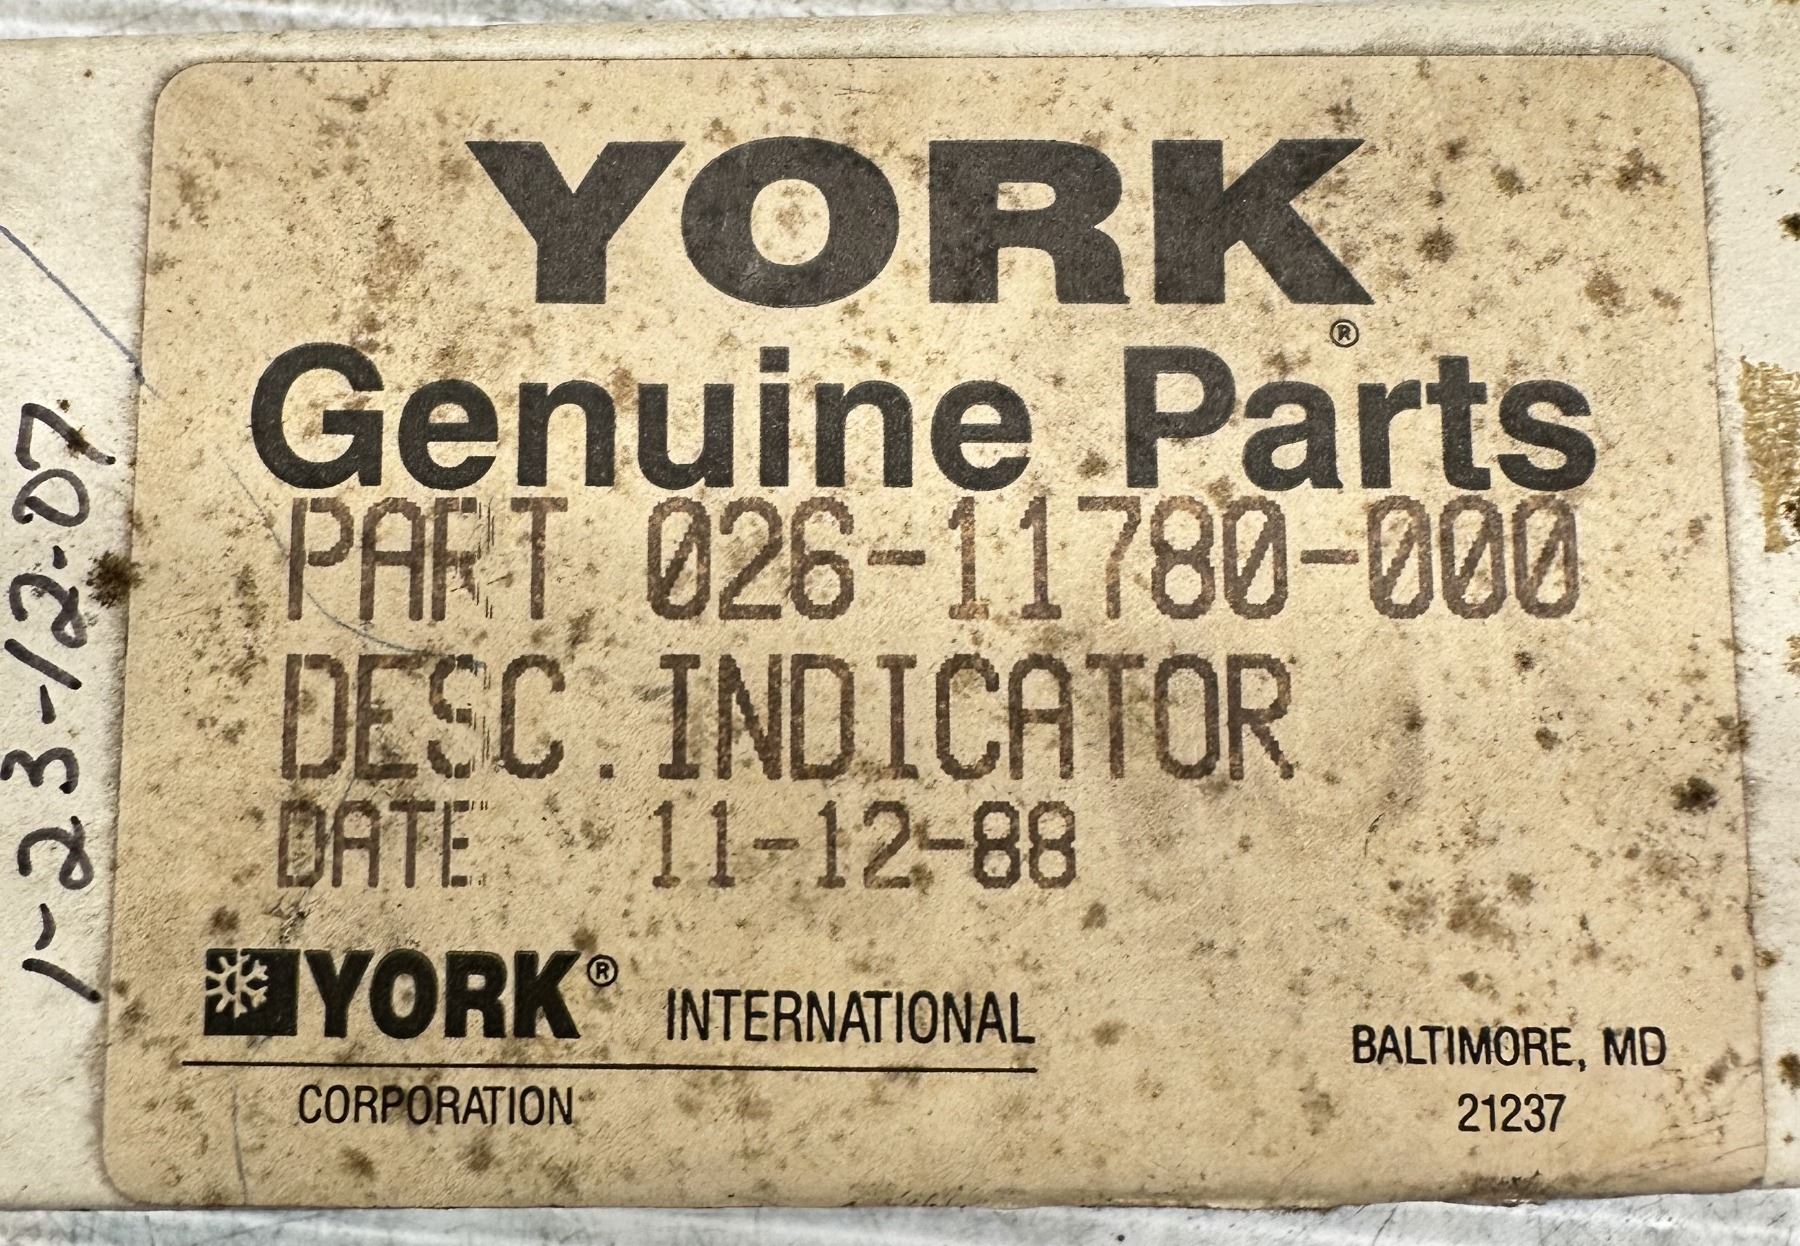 YORK®
Genuine Parts
PART 026-11780-000
DESC. INDICATOR
DATE 11-12-88
YORK® INTERNATIONAL
CORPORATION
BALTIMORE, MD
21237
1-23-12-07